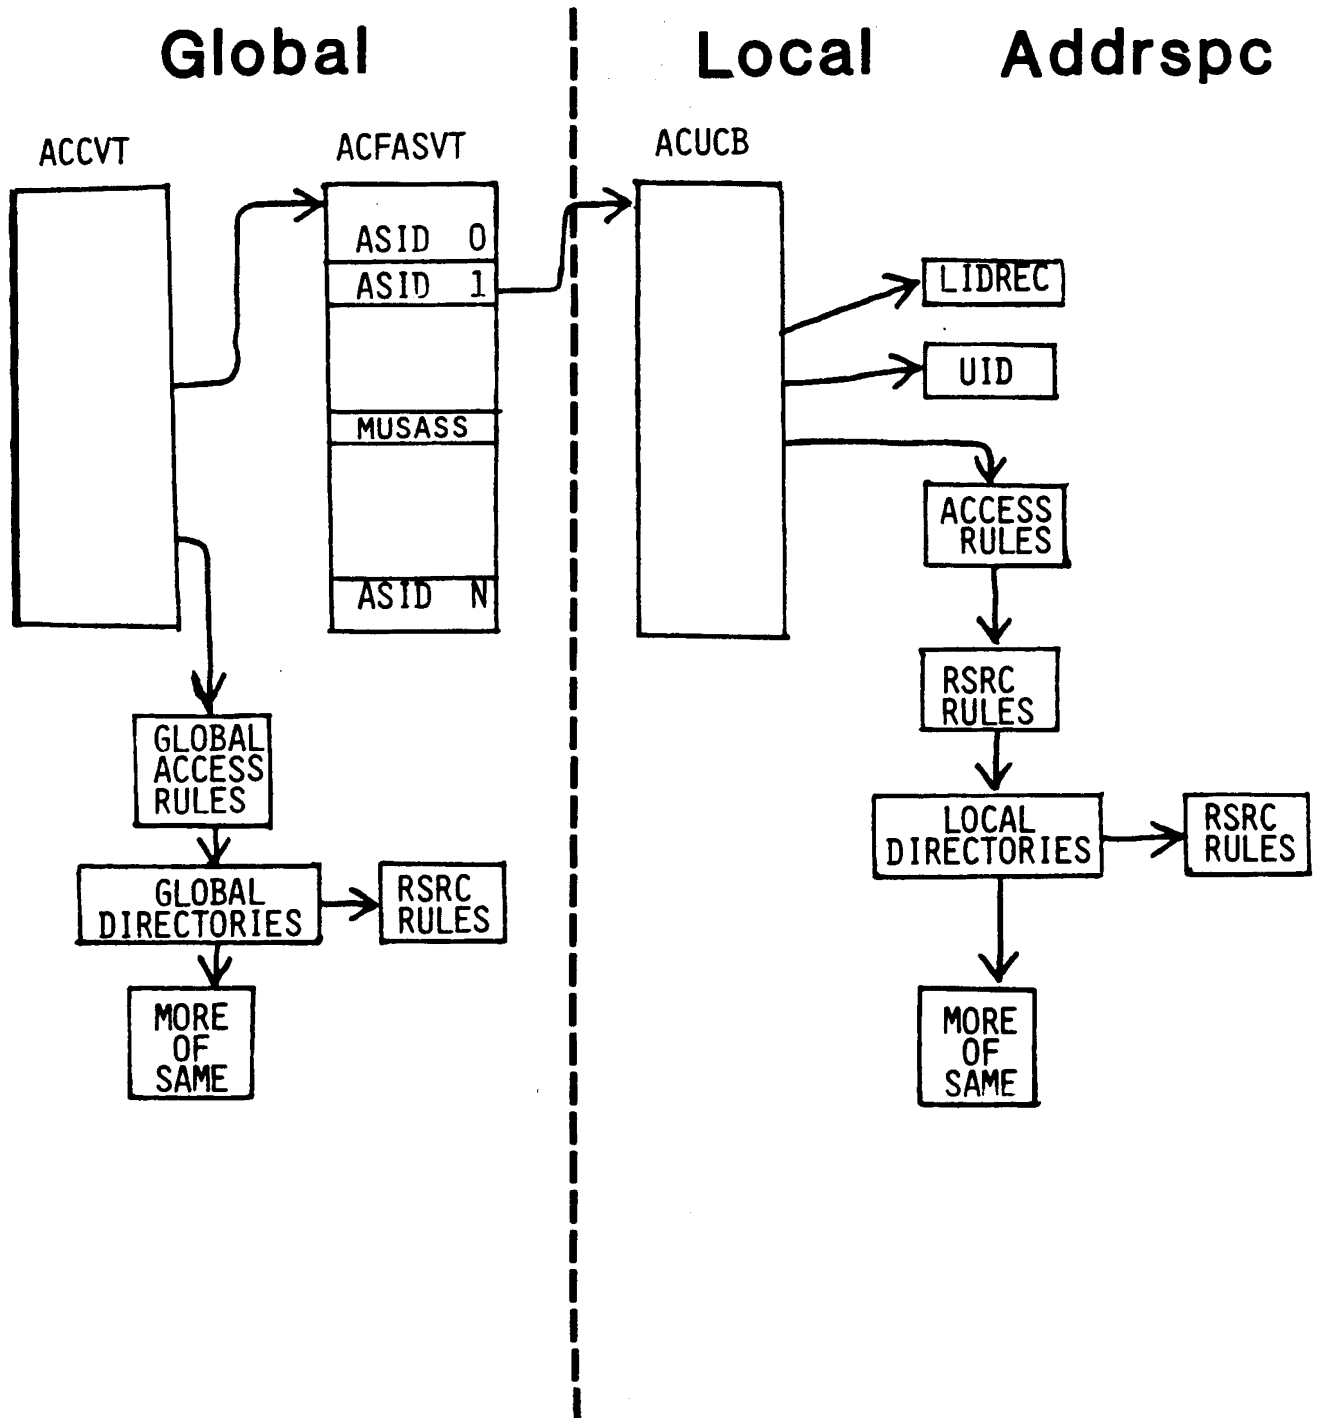 Global
Local Addrspc
ACCVT
ACFASVT
ACUCB
ASID 0
ASID 1
MUSASS
ASID N
GLOBAL
ACCESS
RULES
GLOBAL
DIRECTORIES
RSRC
RULES
MORE
OF
SAME
LIDREC
UID
ACCESS
RULES
RSRC
RULES
LOCAL
DIRECTORIES
RSRC
RULES
MORE
OF
SAME